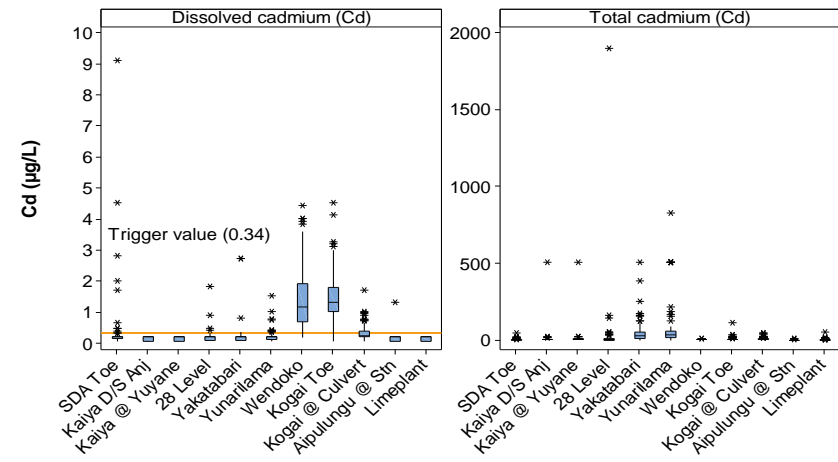 Dissolved cadmium (Cd)
Total cadmium (Cd)
Cd (µg/L)
10
9
8
7
6
5
4
3
2
1
0
Trigger value (0.34)
2000
1500
1000
500
0
SDA Toe
Kaiya D/S Anj
Kaiya @ Yuyane
28 Level
Yakatabari
Yunarilama
Wendoko
Kogai Toe
Kogai @ Culvert
Aipulungu @ Stn
Limeplant
SDA Toe
Kaiya D/S Anj
Kaiya @ Yuyane
28 Level
Yakatabari
Yunarilama
Wendoko
Kogai Toe
Kogai @ Culvert
Aipulungu @ Stn
Limeplant